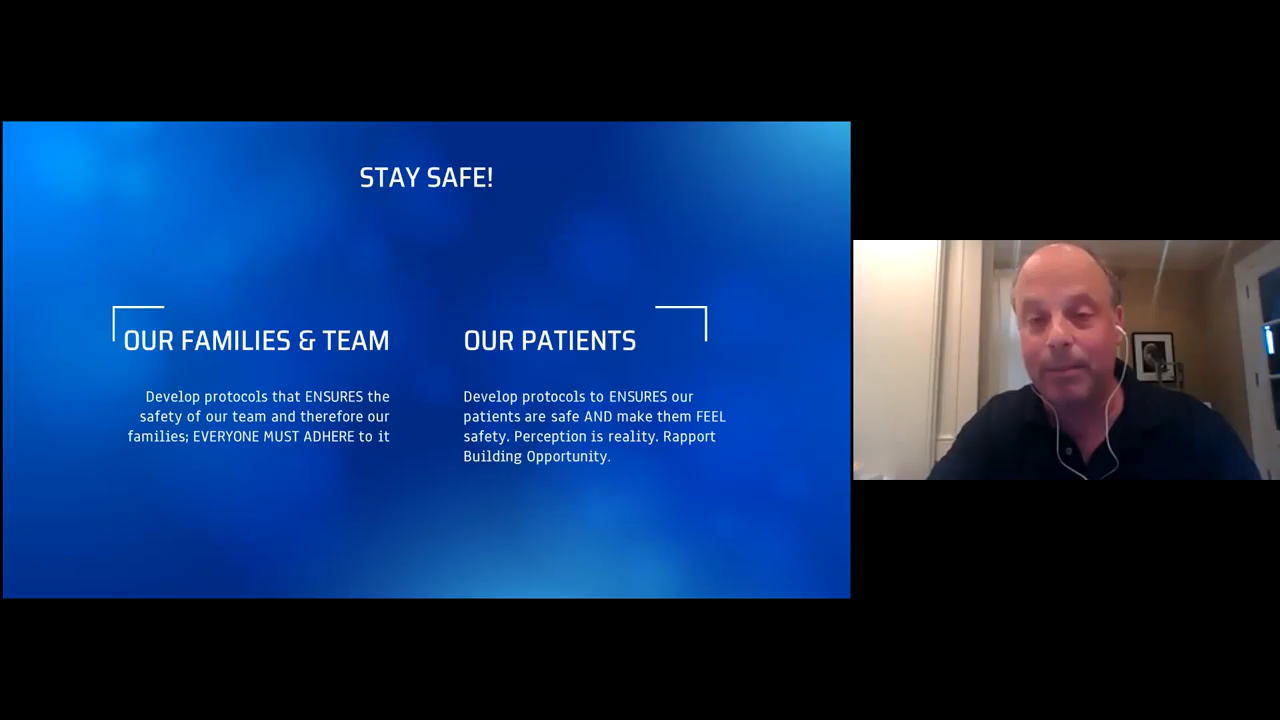 STAY SAFE!
OUR FAMILIES & TEAM
Develop protocols that ENSURES the
safety of our team and therefore our
families; EVERYONE MUST ADHERE to it
OUR PATIENTS
Develop protocols to ENSURES our
patients are safe AND make them FEEL
safety. Perception is reality. Rapport
Building Opportunity.